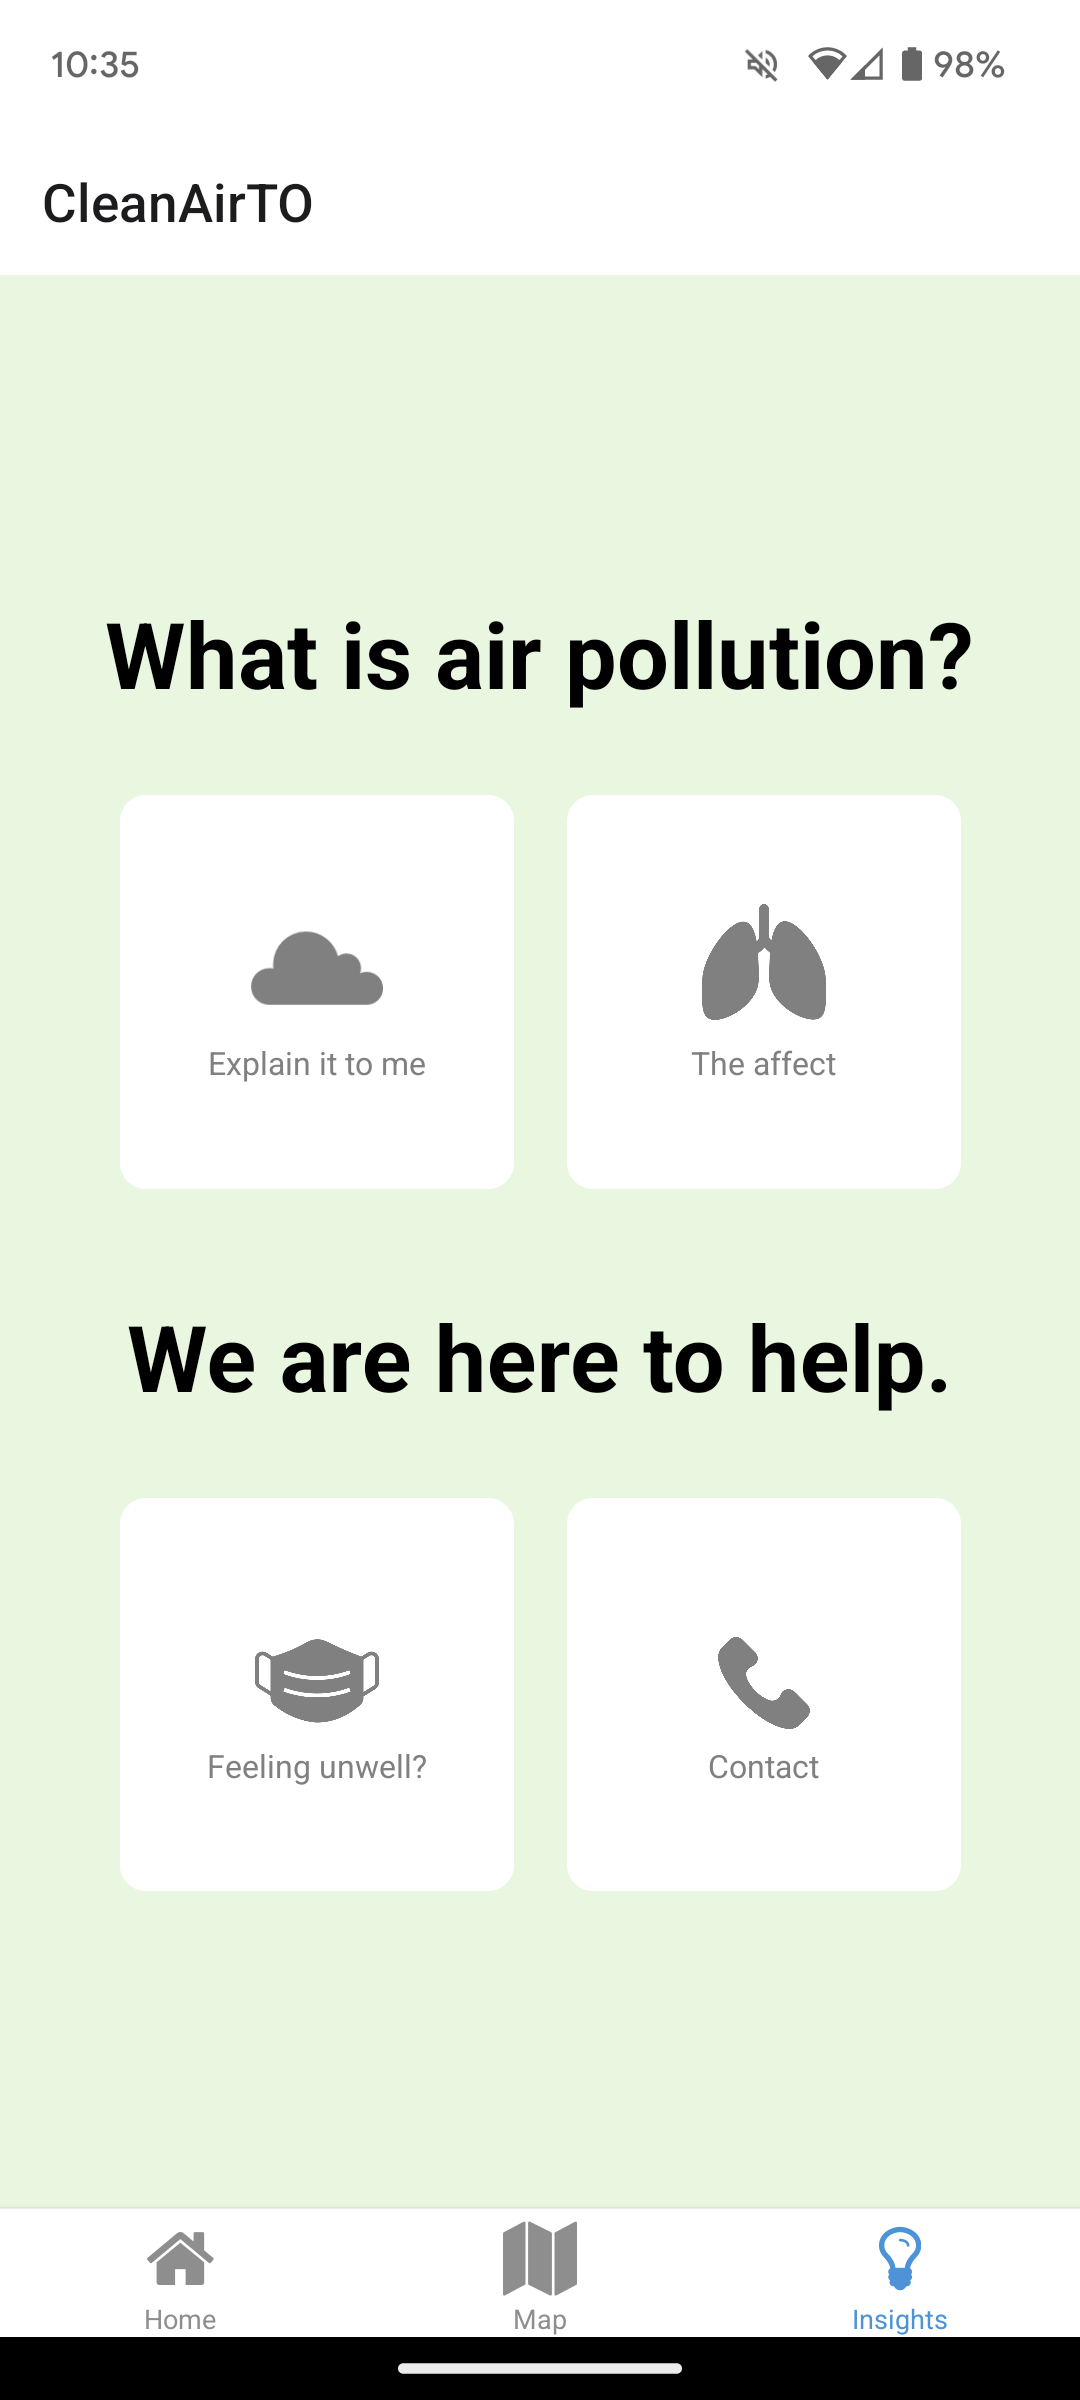 10:35
98%
CleanAirTO
What is air pollution?
Explain it to me
The affect
We are here to help.
Feeling unwell?
Contact
Home
Map
Insights